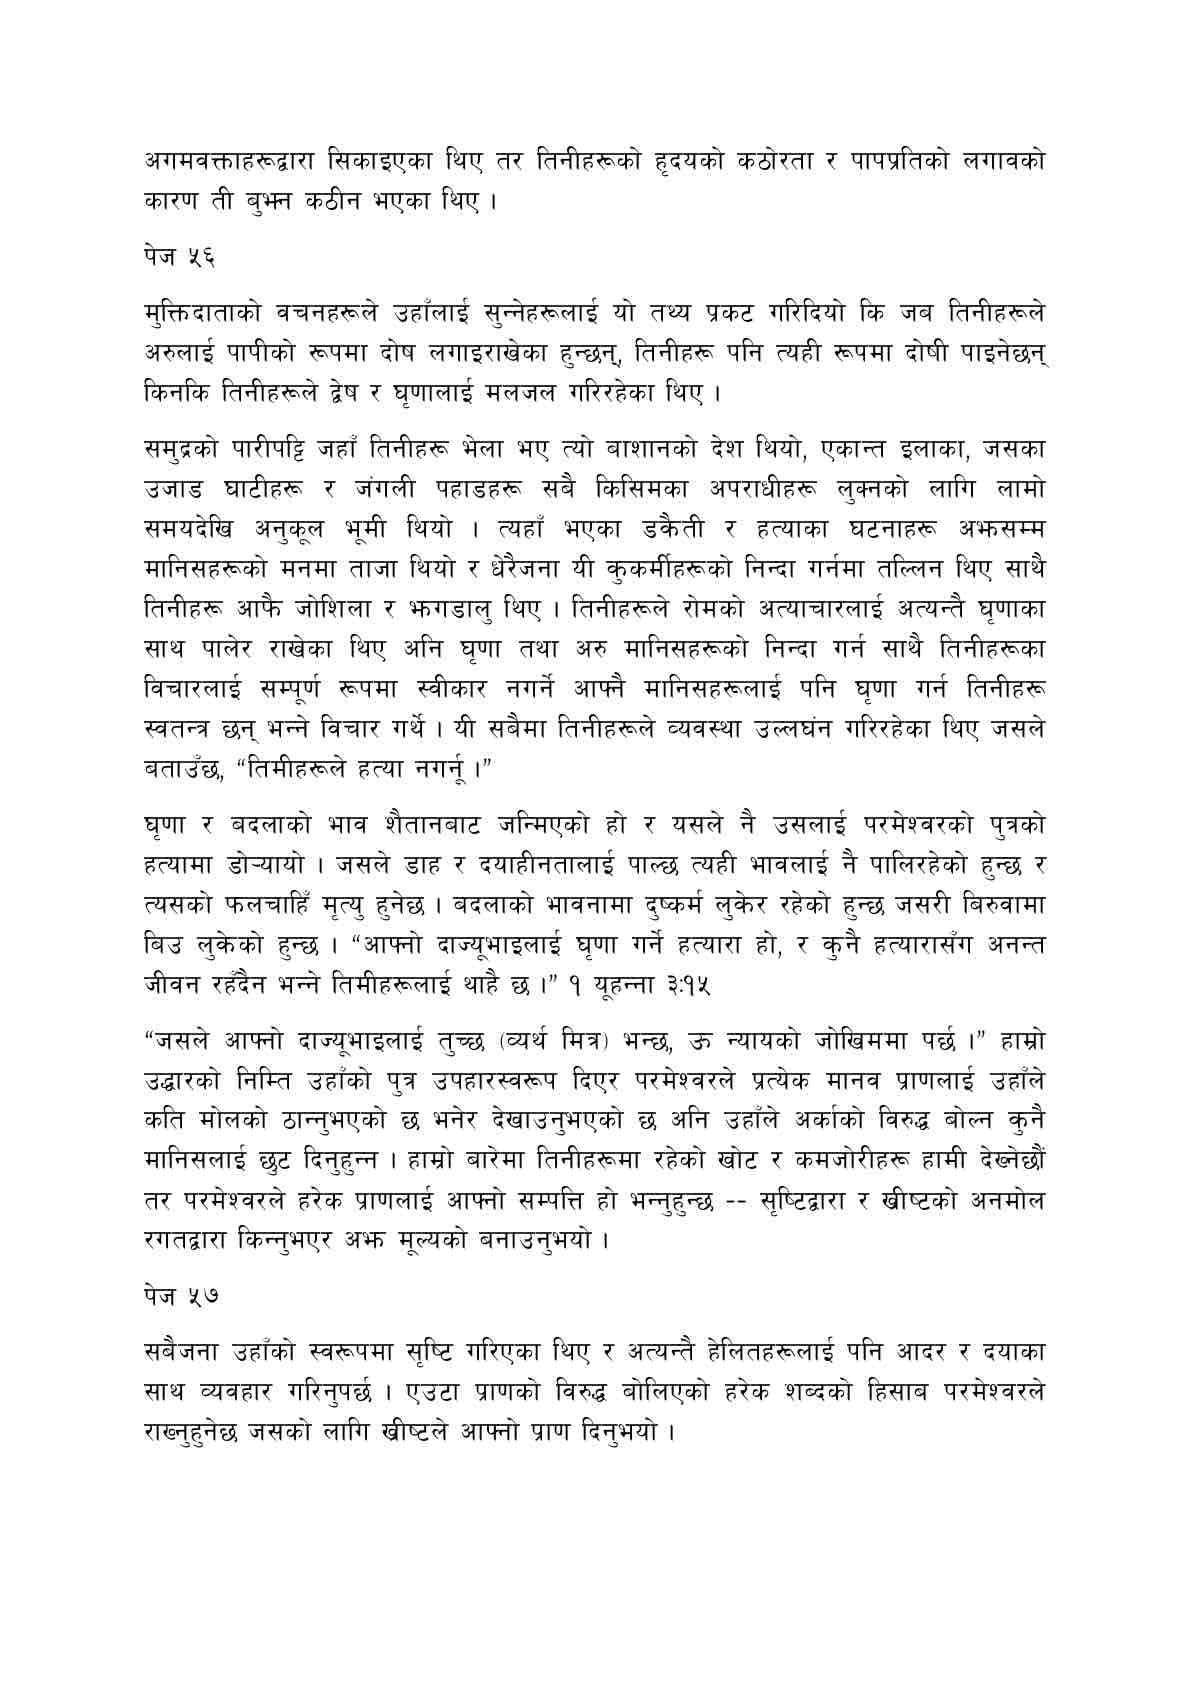 अगमवक्ताहरूद्वारा सिकाइएका थिए तर तिनीहरूको हृदयको कठोरता र पापप्रतिको लगावको
कारण ती बुझ्न कठीन भएका थिए ।
पेज ५६
मुक्तिदाताको वचनहरूले उहाँलाई सुन्नेहरूलाई यो तथ्य प्रकट गरिदियो कि जब तिनीहरूले
अरुलाई पापीको रूपमा दोष लगाइराखेका हुन्छन्, तिनीहरू पनि त्यही रूपमा दोषी पाइनेछन्
किनकि तिनीहरूले द्वेष र घृणालाई मलजल गरिरहेका थिए ।
समुद्रको पारीपट्टि जहाँ तिनीहरू भेला भए त्यो बाशानको देश थियो, एकान्त इलाका, जसका
उजाड घाटीहरू र जंगली पहाडहरू सबै किसिमका अपराधीहरू लुक्नको लागि लामो
समयदेखि अनुकूल भूमी थियो । त्यहाँ भएका डकैती र हत्याका घटनाहरू अझसम्म
मानिसहरूको मनमा ताजा थियो र धेरैजना यी कुकर्मीहरूको निन्दा गर्नमा तल्लिन थिए साथै
तिनीहरू आफै जोशिला र झगडालु थिए । तिनीहरूले रोमको अत्याचारलाई अत्यन्तै घृणाका
साथ पालेर राखेका थिए अनि घृणा तथा अरु मानिसहरूको निन्दा गर्न साथै तिनीहरूका
विचारलाई सम्पूर्ण रूपमा स्वीकार नगर्ने आफ्नै मानिसहरूलाई पनि घृणा गर्न तिनीहरू
स्वतन्त्र छन् भन्ने विचार गर्थे । यी सबैमा तिनीहरूले व्यवस्था उल्लघंन गरिरहेका थिए जसले
बताउँछ, “तिमीहरूले हत्या नगर्नू ।”
घृणा र बदलाको भाव शैतानबाट जन्मिएको हो र यसले नै उसलाई परमेश्वरको पुत्रको
हत्यामा डोऱ्यायो । जसले डाह र दयाहीनतालाई पाल्छ त्यही भावलाई नै पालिरहेको हुन्छ र
त्यसको फलचाहिँ मृत्यु हुनेछ । बदलाको भावनामा दुष्कर्म लुकेर रहेको हुन्छ जसरी बिरुवामा
बिउ लुकेको हुन्छ । “आफ्नो दाज्यूभाइलाई घृणा गर्ने हत्यारा हो, र कुनै हत्यारासँग अनन्त
जीवन रहँदैन भन्ने तिमीहरूलाई थाहै छ ।” १ यूहन्ना ३:१५
“जसले आफ्नो दाज्यूभाइलाई तुच्छ (व्यर्थ मित्र) भन्छ, ऊ न्यायको जोखिममा पर्छ ।” हाम्रो
उद्धारको निम्ति उहाँको पुत्र उपहारस्वरूप दिएर परमेश्वरले प्रत्येक मानव प्राणलाई उहाँले
कति मोलको ठान्नुभएको छ भनेर देखाउनुभएको छ अनि उहाँले अर्काको विरुद्ध बोल्न कुनै
मानिसलाई छुट दिनुहुन्न । हाम्रो बारेमा तिनीहरूमा रहेको खोट र कमजोरीहरू हामी देख्नेछौं
तर परमेश्वरले हरेक प्राणलाई आफ्नो सम्पत्ति हो भन्नुहुन्छ -- सृष्टिद्वारा र ख्रीष्टको अनमोल
रगतद्वारा किन्नुभएर अझ मूल्यको बनाउनुभयो ।
पेज ५७
सबैजना उहाँको स्वरूपमा सृष्टि गरिएका थिए र अत्यन्तै हेलितहरूलाई पनि आदर र दयाका
साथ व्यवहार गरिनुपर्छ । एउटा प्राणको विरुद्ध बोलिएको हरेक शब्दको हिसाब परमेश्वरले
राख्नुहुनेछ जसको लागि ख्रीष्टले आफ्नो प्राण दिनुभयो ।